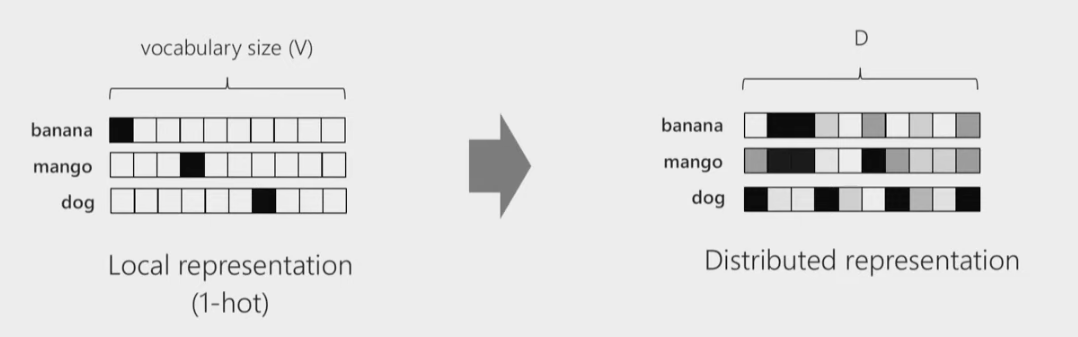 vocabulary size (V)
banana
mango
dog
Local representation
(1-hot)
D
banana
mango
dog
Distributed representation